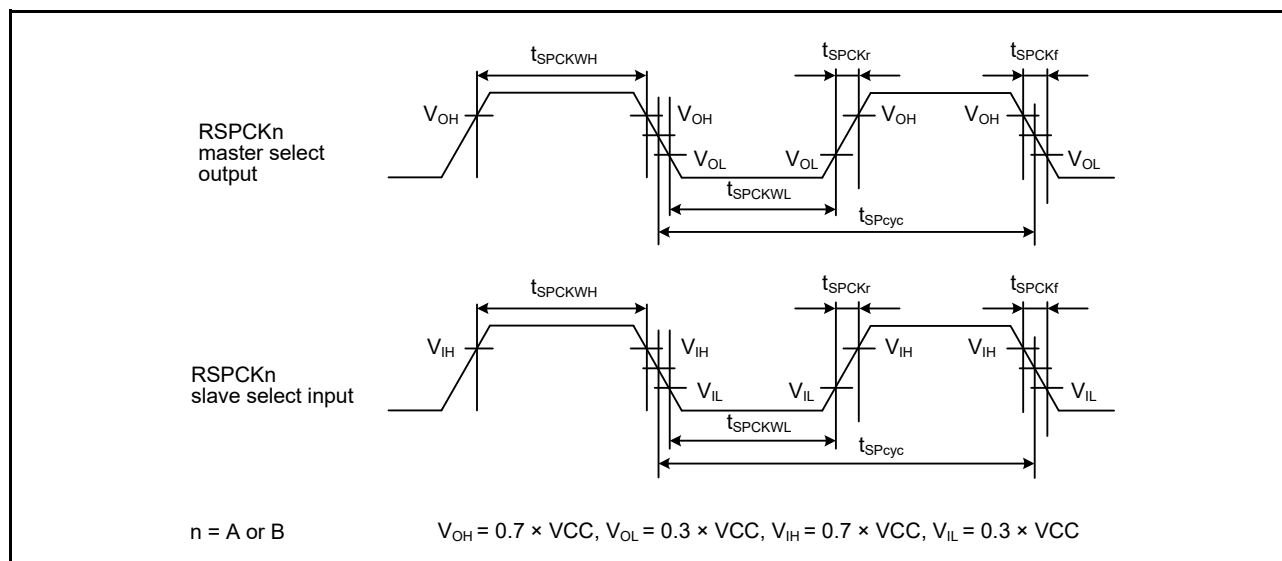 tSPCKWH
tSPCKr
tSPCKf
VOH
VOH
VOH
VOH
RSPCKn
master select
output
VOL
VOL
VOL
tSPCKWL
tSPcyc
tSPCKWH
tSPCKr
tSPCKf
VIH
VIH
VIH
VIH
RSPCKn
slave select input
VIL
VIL
VIL
tSPCKWL
tSPcyc
n = A or B
VOH = 0.7 × VCC, VOL = 0.3 × VCC, VIH = 0.7 × VCC, VIL = 0.3 × VCC